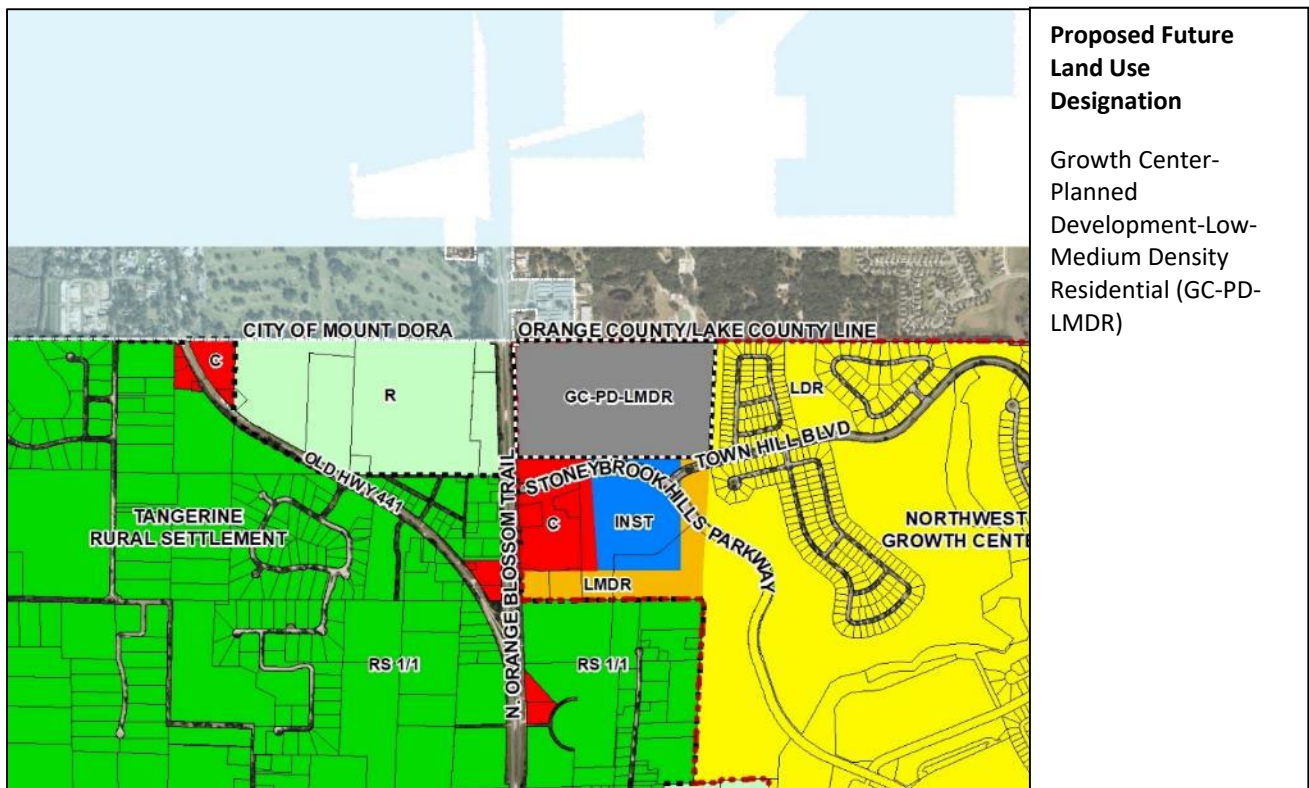 Proposed Future
Land Use
Designation
Growth Center-
Planned
Development-Low-
Medium Density
Residential (GC-PD-
LMDR)
CITY OF MOUNT DORA
ORANGE COUNTY/LAKE COUNTY LINE
C
R
GC-PD-LMDR
LDR
OLD HWY 441
N. ORANGE BLOSSOM TRAIL
STONEYBROOK HILLS PARKWAY
TOWN HILL BLVD
TANGERINE
RURAL SETTLEMENT
C
INST
NORTHWEST
GROWTH CENTE
LMDR
RS 1/1
RS 1/1